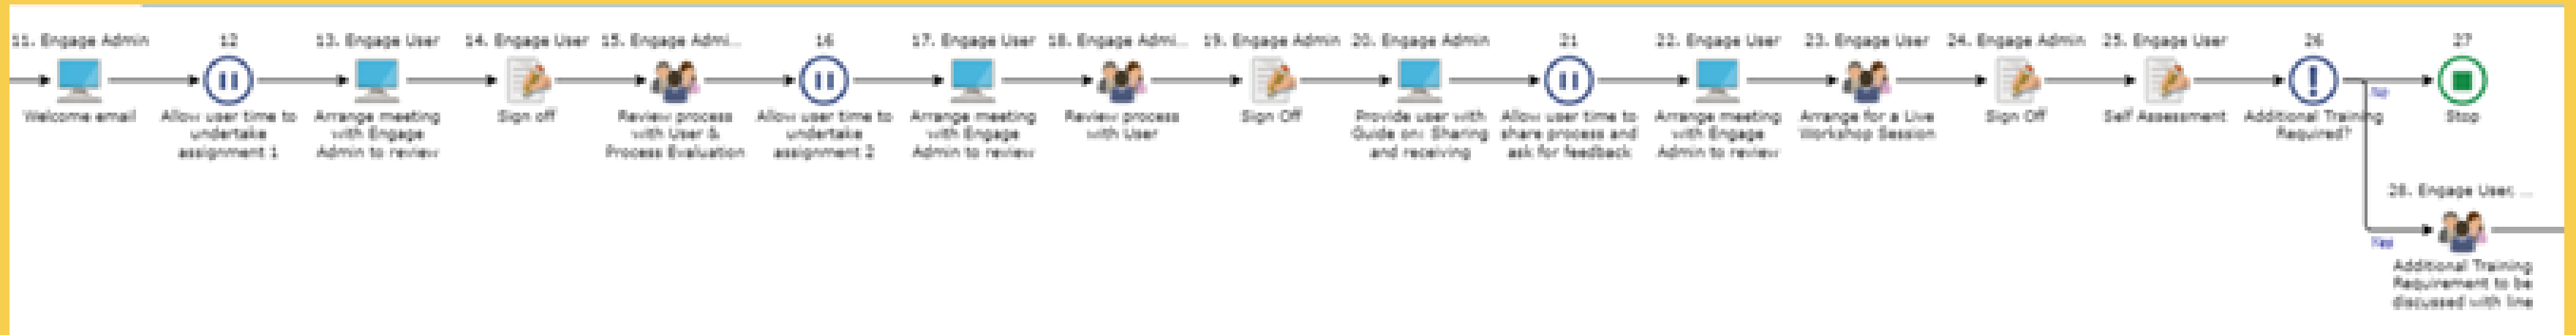 11. Engage Admin
Welcome email
12
Allow user time to
undertake
assignment 1
13. Engage User
Arrange meeting
with Engage
Admin to review
14. Engage User
Sign off
15. Engage Admi...
Review process
with User &
Process Evaluation
16
Allow user time to
undertake
assignment 2
17. Engage User
Arrange meeting
with Engage
Admin to review
18. Engage Admi...
Review process
with User
19. Engage Admin
Sign Off
20. Engage Admin
Provide user with
Guide on: Sharing
and receiving
21
Allow user time to
share process and
ask for feedback
22. Engage User
Arrange meeting
with Engage
Admin to review
23. Engage User
Arrange for a Live
Workshop Session
24. Engage Admin
Sign Off
25. Engage User
Self Assessment
26
Additional Training
Required?
No
27
Stop
Yes
28. Engage User, ...
Additional Training
Requirement to be
discussed with line